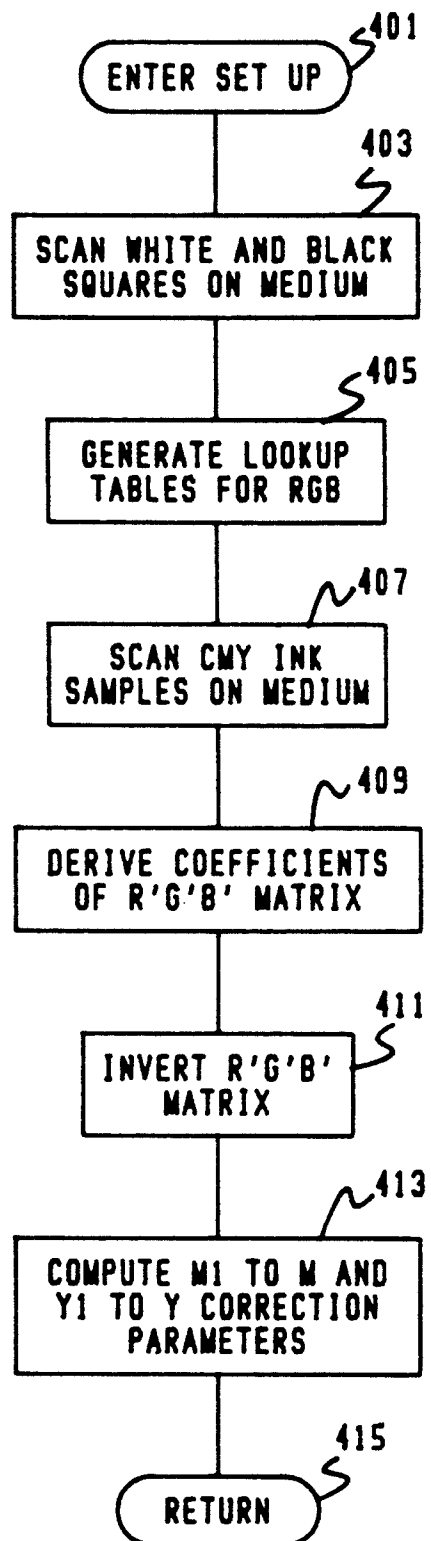 401
ENTER SET UP
403
SCAN WHITE AND BLACK
SQUARES ON MEDIUM
405
GENERATE LOOKUP
TABLES FOR RGB
407
SCAN CMY INK
SAMPLES ON MEDIUM
409
DERIVE COEFFICIENTS
OF R'G'B' MATRIX
411
INVERT R'G'B'
MATRIX
413
COMPUTE M1 TO M AND
Y1 TO Y CORRECTION
PARAMETERS
415
RETURN